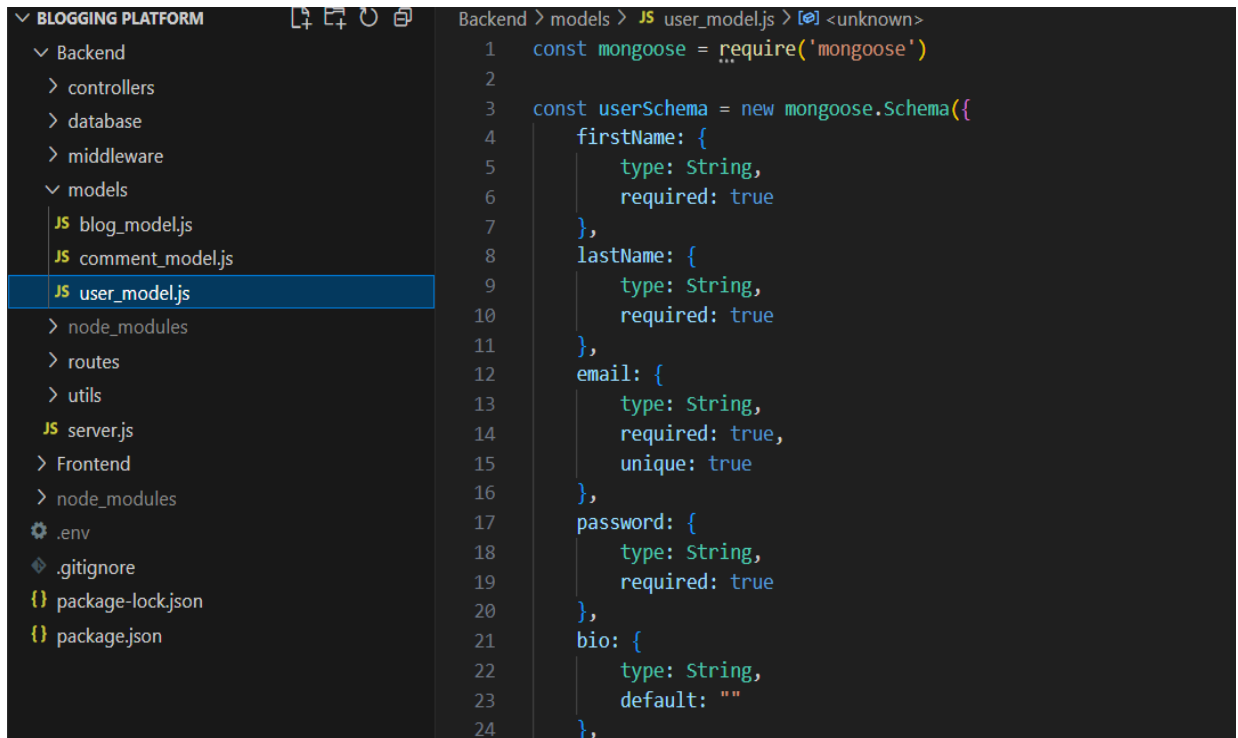 BLOGGING PLATFORM
Backend
controllers
database
middleware
models
JS blog_model.js
JS comment_model.js
JS user_model.js
node_modules
routes
utils
JS server.js
Frontend
node_modules
.env
.gitignore
{} package-lock.json
{} package.json
Backend > models > JS user_model.js > <unknown>
1 const mongoose = require('mongoose')
2
3 const userSchema = new mongoose.Schema({
4 firstName: {
5 type: String,
6 required: true
7 },
8 lastName: {
9 type: String,
10 required: true
11 },
12 email: {
13 type: String,
14 required: true,
15 unique: true
16 },
17 password: {
18 type: String,
19 required: true
20 },
21 bio: {
22 type: String,
23 default: ""
24 },